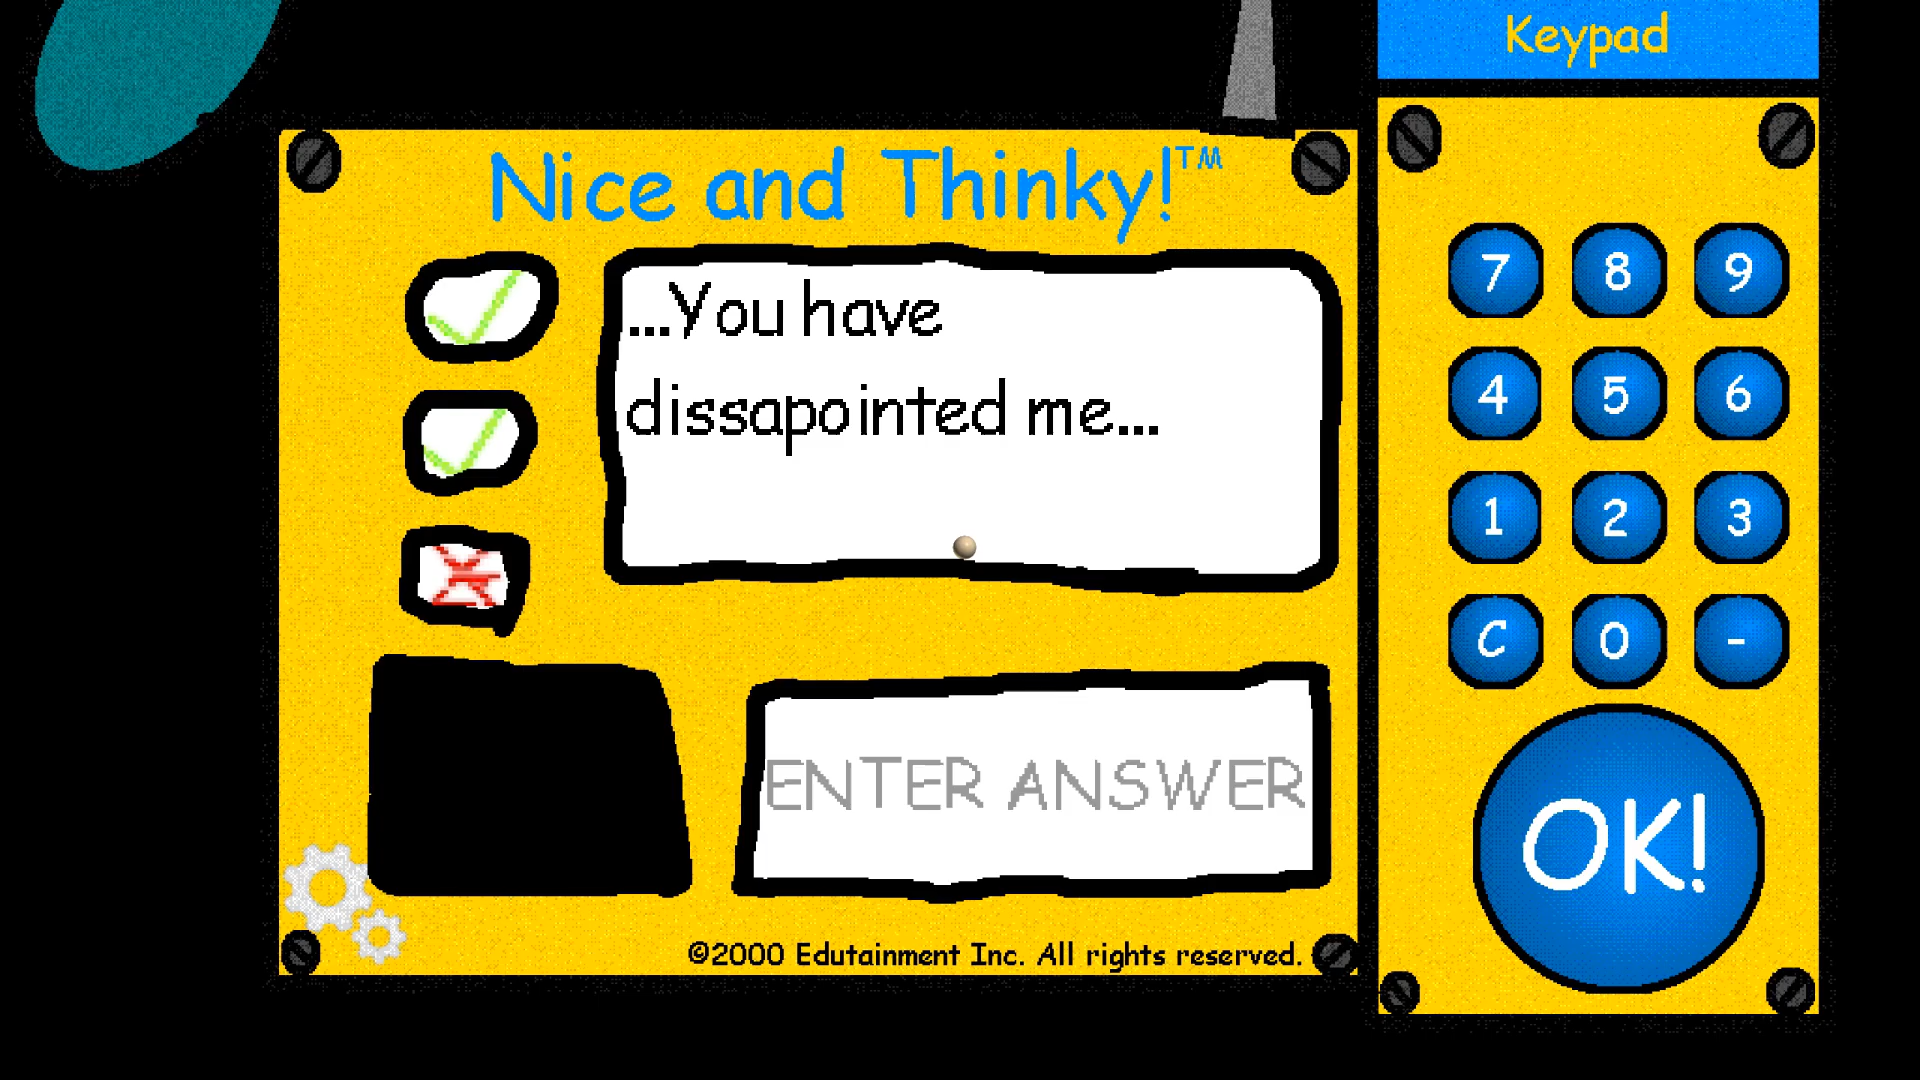 Keypad
Nice and Thinky!™
...You have
dissapointed me...
7 8 9
4 5 6
1 2 3
C 0 -
ENTER ANSWER
OK!
©2000 Edutainment Inc. All rights reserved.